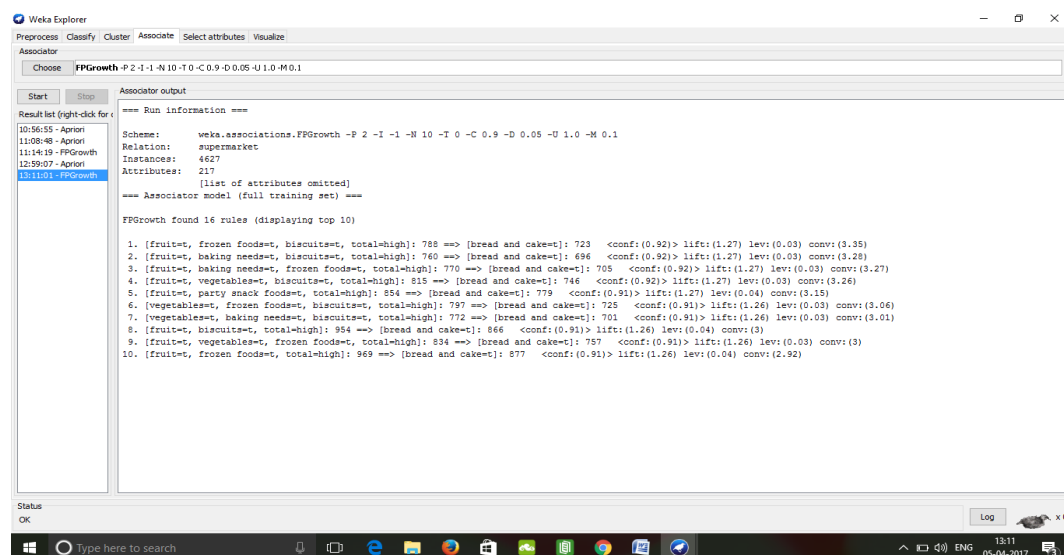 Weka Explorer
Preprocess Classify Cluster Associate Select attributes Visualize
Associator
Choose FPGrowth -P 2 -I -1 -N 10 -T 0 -C 0.9 -D 0.05 -U 1.0 -M 0.1
Start Stop
Result list (right-click for
10:56:55 - Apriori
11:08:48 - Apriori
11:14:19 - FPGrowth
12:59:07 - Apriori
13:11:01 - FPGrowth
Associator output
=== Run information ===
Scheme: weka.associations.FPGrowth -P 2 -I -1 -N 10 -T 0 -C 0.9 -D 0.05 -U 1.0 -M 0.1
Relation: supermarket
Instances: 4627
Attributes: 217
[list of attributes omitted]
=== Associator model (full training set) ===
FPGrowth found 16 rules (displaying top 10)
1. [fruit=t, frozen foods=t, biscuits=t, total=high]: 788 ==> [bread and cake=t]: 723 <conf:(0.92)> lift:(1.27) lev:(0.03) conv:(3.35)
2. [fruit=t, baking needs=t, biscuits=t, total=high]: 760 ==> [bread and cake=t]: 696 <conf:(0.92)> lift:(1.27) lev:(0.03) conv:(3.28)
3. [fruit=t, baking needs=t, frozen foods=t, total=high]: 770 ==> [bread and cake=t]: 705 <conf:(0.92)> lift:(1.27) lev:(0.03) conv:(3.27)
4. [fruit=t, vegetables=t, biscuits=t, total=high]: 815 ==> [bread and cake=t]: 746 <conf:(0.92)> lift:(1.27) lev:(0.03) conv:(3.26)
5. [fruit=t, party snack foods=t, total=high]: 854 ==> [bread and cake=t]: 779 <conf:(0.91)> lift:(1.27) lev:(0.04) conv:(3.15)
6. [vegetables=t, frozen foods=t, biscuits=t, total=high]: 797 ==> [bread and cake=t]: 725 <conf:(0.91)> lift:(1.26) lev:(0.03) conv:(3.06)
7. [vegetables=t, baking needs=t, biscuits=t, total=high]: 772 ==> [bread and cake=t]: 701 <conf:(0.91)> lift:(1.26) lev:(0.03) conv:(3.01)
8. [fruit=t, biscuits=t, total=high]: 954 ==> [bread and cake=t]: 866 <conf:(0.91)> lift:(1.26) lev:(0.04) conv:(3)
9. [fruit=t, vegetables=t, frozen foods=t, total=high]: 834 ==> [bread and cake=t]: 757 <conf:(0.91)> lift:(1.26) lev:(0.03) conv:(3)
10. [fruit=t, frozen foods=t, total=high]: 969 ==> [bread and cake=t]: 877 <conf:(0.91)> lift:(1.26) lev:(0.04) conv:(2.92)
Status
OK
Log
Type here to search
ENG
13:11
05-04-2017